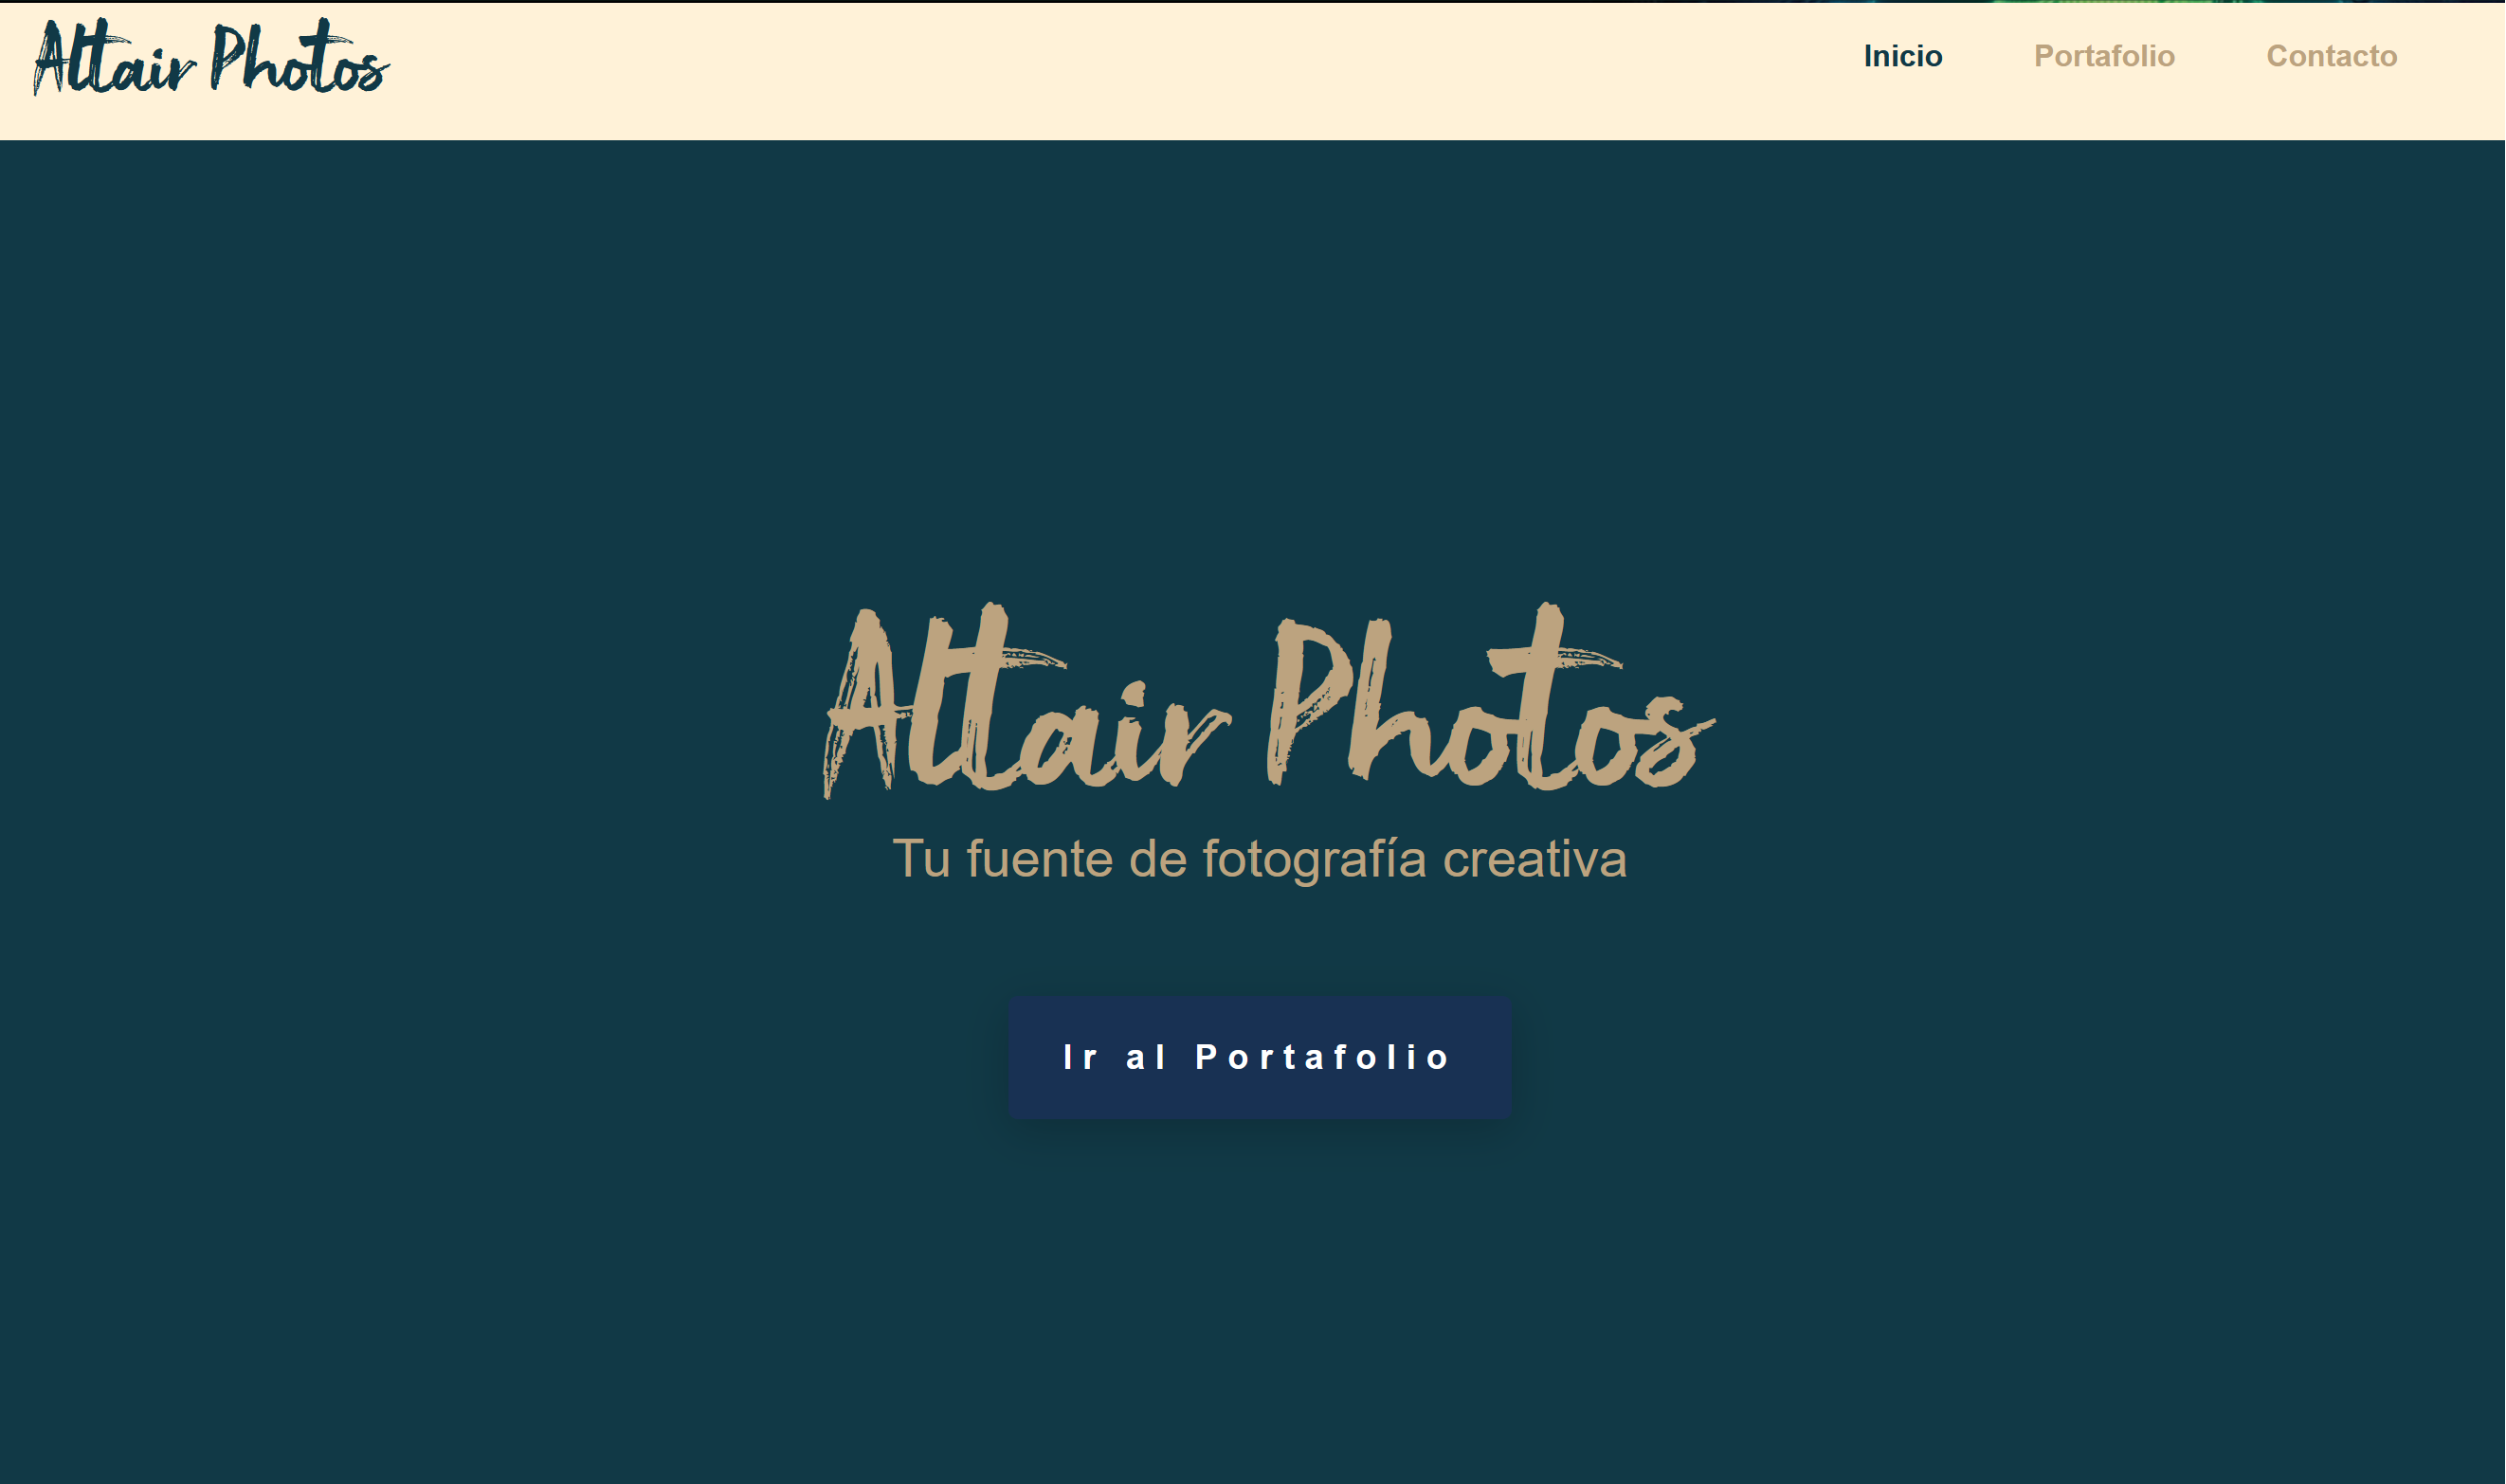 Altair Photos
Inicio Portafolio Contacto
Altair Photos
Tu fuente de fotografía creativa
Ir al Portafolio